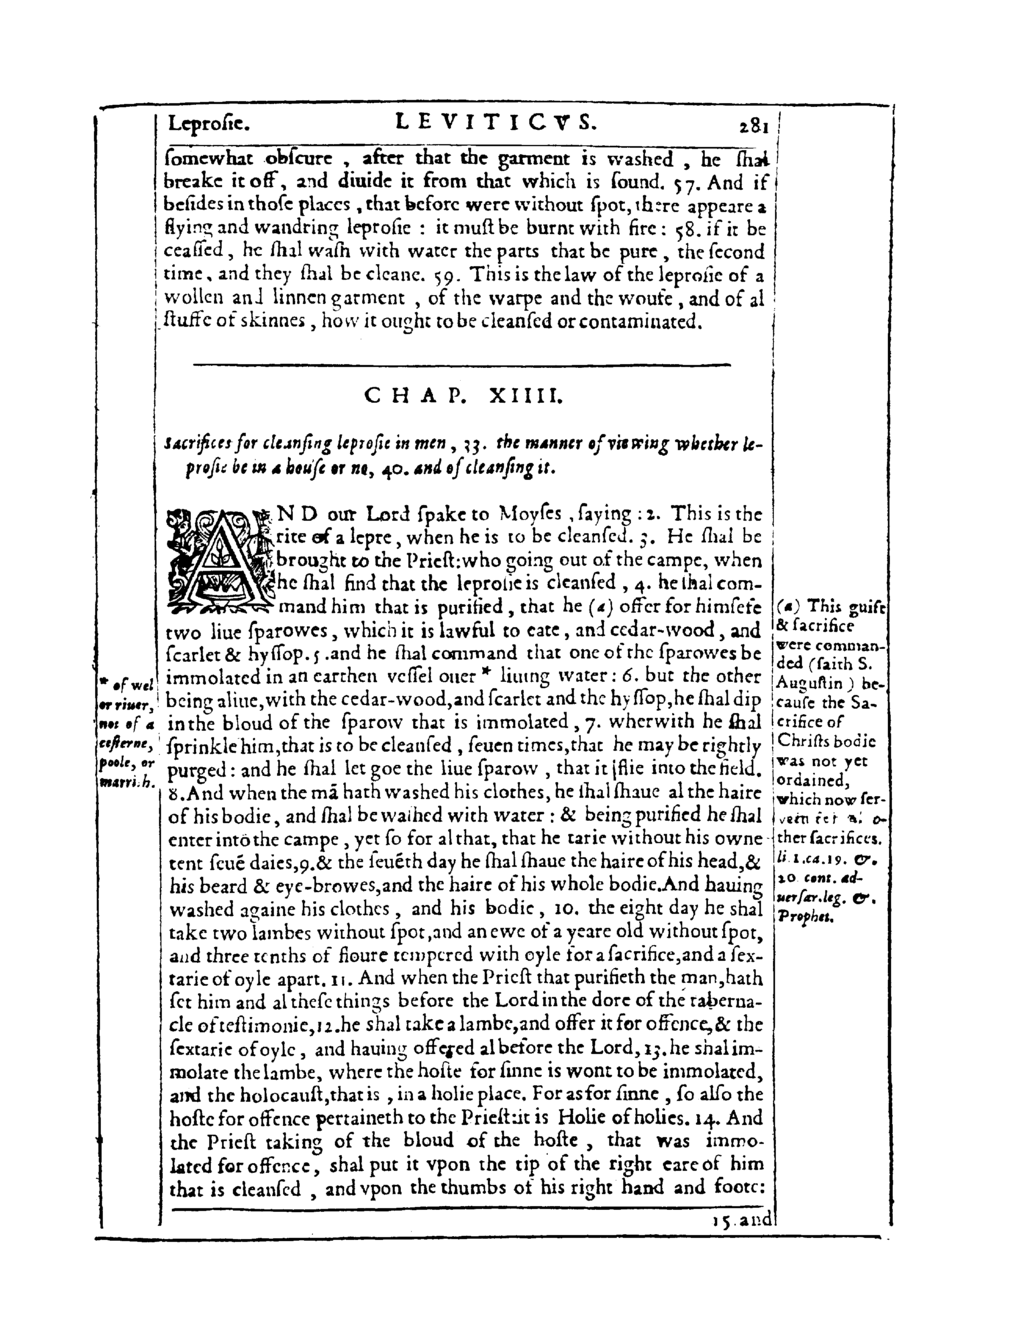 Leproſie. LEVITICVS. 281
ſomewhat obſcure , after that the garment is washed , he ſhal
breake it off, and diuide it from that which is found. 57. And if
beſides in thoſe places , that before were without ſpot, there appeare a
flying and wandring leproſie : it muſt be burnt with fire: 58. if it be
ceaſſed, he ſhal waſh with water the parts that be pure , the ſecond
time, and they ſhal be cleane. 59. This is the law of the leproſie of a
wollen and linnen garment , of the warpe and the woufe , and of al
ſtuffe of skinnes , how it ought to be cleanſed or contaminated.
CHAP. XIIII.
Sacrifices for cleanſing leproſie in men , 33. the manner of viewing whether le-
proſie be in a houſe or no, 40. and of cleanſing it.
AND our Lord ſpake to Moyſes , ſaying : 2. This is the
rite of a lepre, when he is to be cleanſed. 3. He ſhal be
brought to the Prieſt: who going out of the campe, when
he ſhal find that the leproſie is cleanſed , 4. he ſhal com-
mand him that is purified , that he (a) offer for himſefe
two liue ſparowes , which it is lawful to eate , and cedar-wood , and
ſcarlet & hyſſop. 5 .and he ſhal command that one of the ſparowes be
immolated in an earthen veſſel ouer * liuing water : 6. but the other
being aliue, with the cedar-wood, and ſcarlet and the hyſſop, he ſhal dip
in the bloud of the ſparow that is immolated , 7. wherwith he ſhal
ſprinkle him, that is to be cleanſed , ſeuen times, that he may be rightly
purged : and he ſhal let goe the liue ſparow , that it flie into the field.
8. And when the mā hath washed his clothes, he ſhal ſhaue al the haire
of his bodie, and ſhal be waſhed with water : & being purified he ſhal
enter intō the campe , yet ſo for al that, that he tarie without his owne
tent ſeuē daies, 9. & the ſeuēth day he ſhal ſhaue the haire of his head, &
his beard & eye-browes, and the haire of his whole bodie. And hauing
washed againe his clothes , and his bodie , 10. the eight day he shal
take two lambes without ſpot, and an ewe of a yeare old without ſpot,
and three tenths of floure tempered with oyle for a ſacrifice, and a ſex-
tarie of oyle apart. 11. And when the Prieſt that purifieth the man, hath
ſet him and al theſe things before the Lord in the dore of the taberna-
cle of teſtimonie, 12. he shal take a lambe, and offer it for offence, & the
ſextarie of oyle , and hauing offered al before the Lord, 13. he shal im-
molate the lambe, where the hoſte for ſinne is wont to be immolated,
and the holocauſt, that is , in a holie place. For as for ſinne , ſo alſo the
hoſte for offence pertaineth to the Prieſt: it is Holie of holies. 14. And
the Prieſt taking of the bloud of the hoſte , that was immo-
lated for offence, shal put it vpon the tip of the right eare of him
that is cleanſed , and vpon the thumbs of his right hand and foote:
15. and
* of wel
or riuer,
not of a
ceſterne,
poole, or
marrish.
(a) This guiſe
& ſacrifice
were comman-
ded (ſaith S.
Auguſtin ) be-
cauſe the Sa-
crifice of
Chriſts bodie
was not yet
ordained,
which now ſer-
ueth for al o-
ther ſacrifices.
li. 1. ca. 19. &.
20 cont. ad-
uerſar. leg. &.
Prophet.